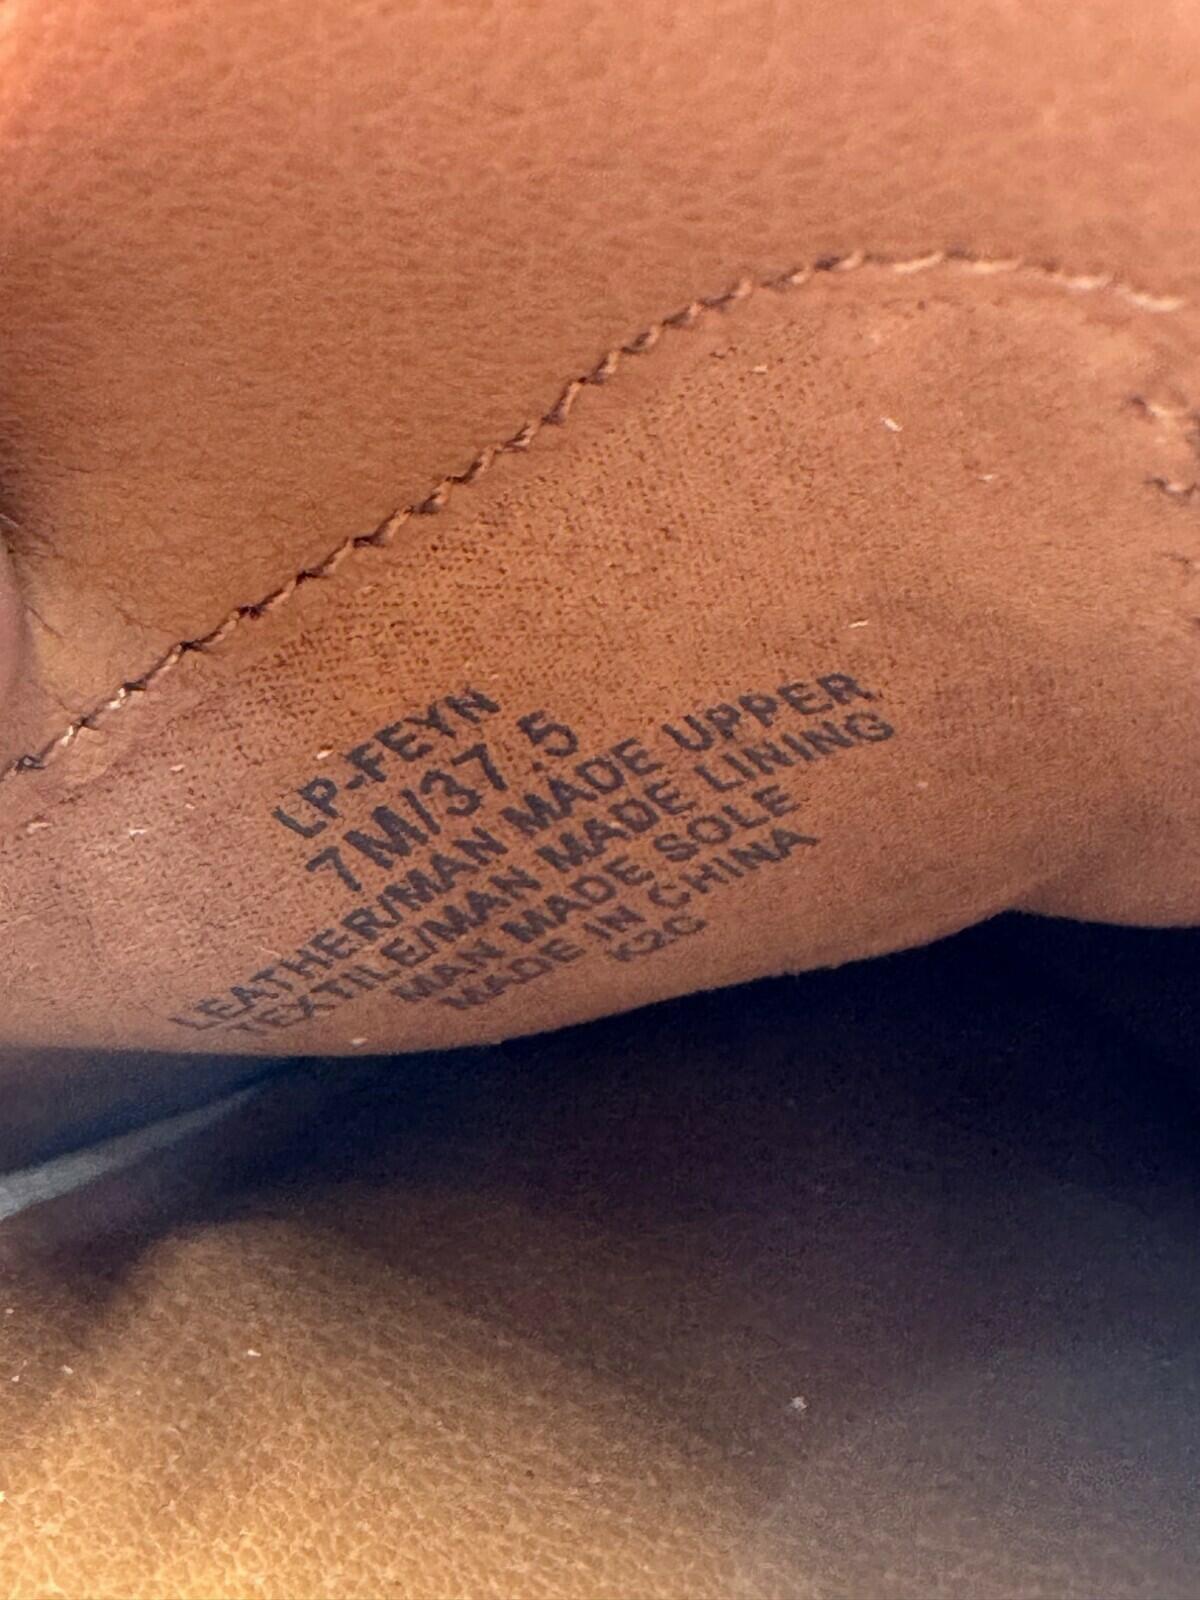 LP-FEYN
7M/37.5
LEATHER/MAN MADE UPPER
TEXTILE/MAN MADE LINING
MAN MADE SOLE
MADE IN CHINA
K2C